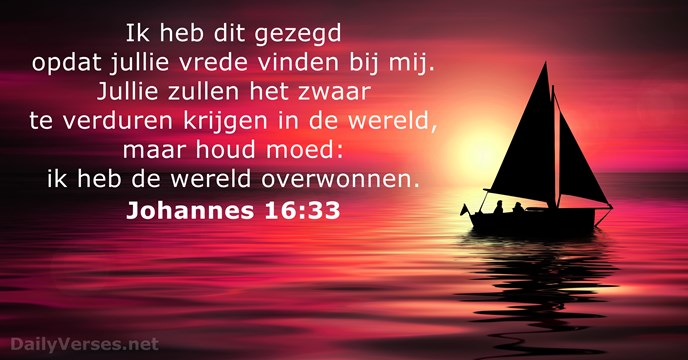 Ik heb dit gezegd
opdat jullie vrede vinden bij mij.
Jullie zullen het zwaar
te verduren krijgen in de wereld,
maar houd moed:
ik heb de wereld overwonnen.
Johannes 16:33
DailyVerses.net